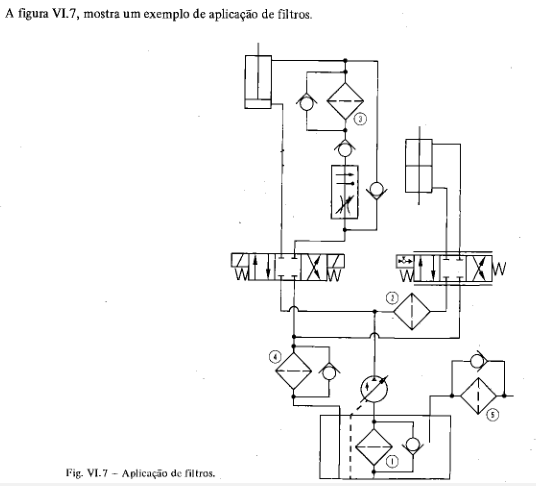 A figura VI.7, mostra um exemplo de aplicação de filtros.
3
2
4
5
1
Fig. VI.7 – Aplicação de filtros.